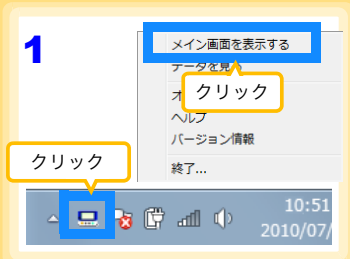 1
メイン画面を表示する
データを見る
オ
クリック
ヘルプ
バージョン情報
終了...
クリック
10:51
2010/07/